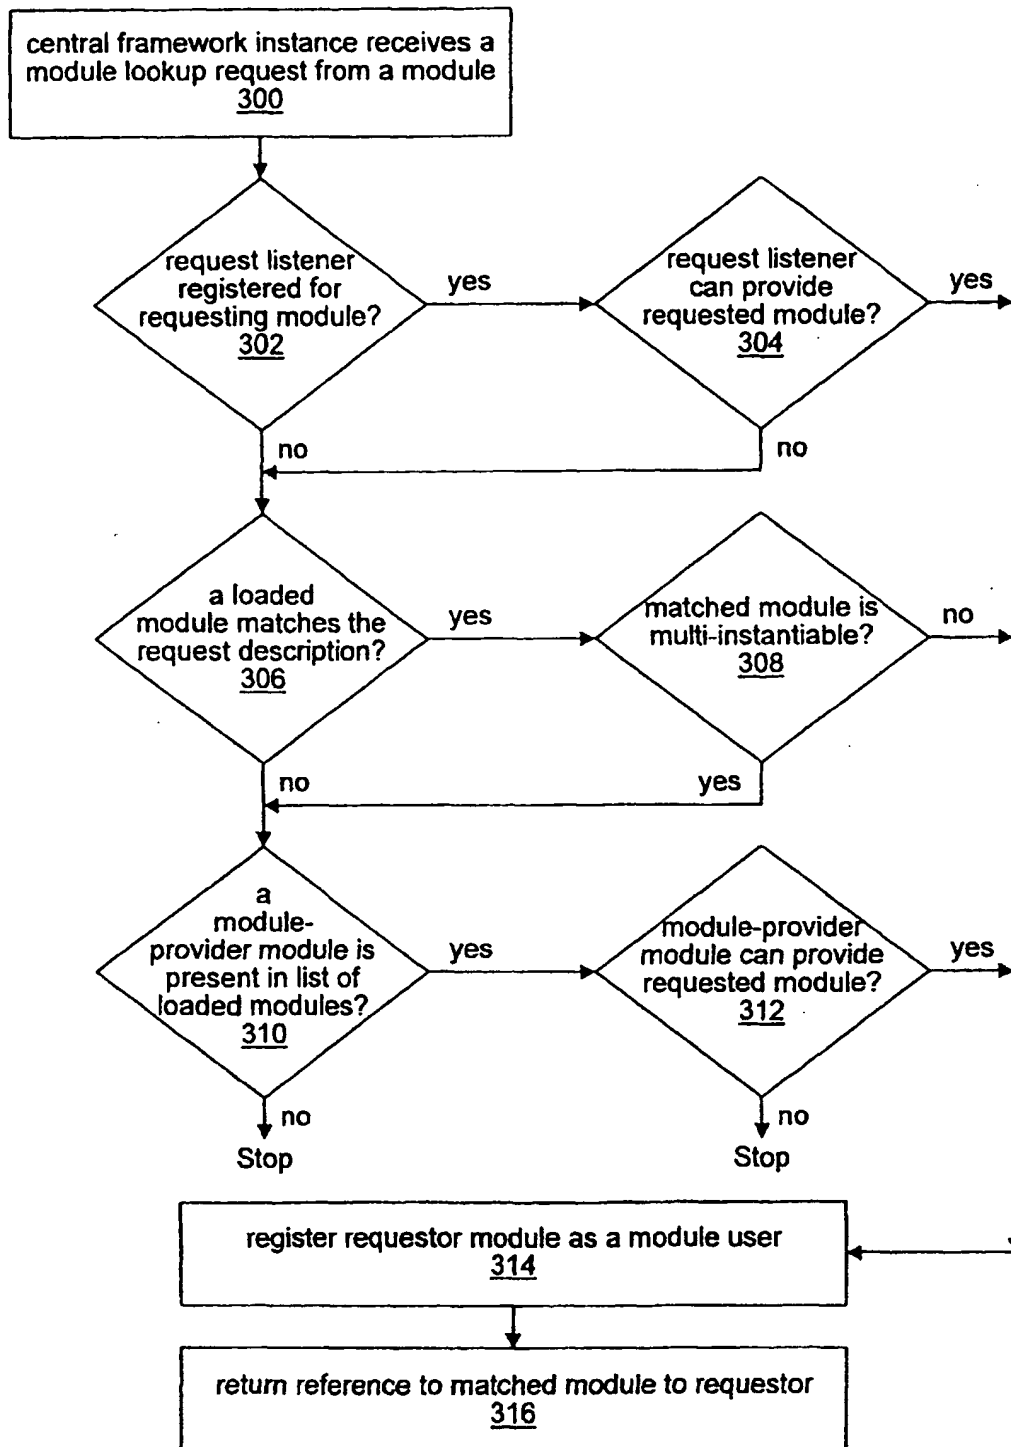 central framework instance receives a
module lookup request from a module
300
request listener
registered for
requesting module?
302
yes
request listener
can provide
requested module?
304
yes
no
no
a loaded
module matches the
request description?
306
yes
matched module is
multi-instantiable?
308
no
no
yes
a
module-
provider module is
present in list of
loaded modules?
310
yes
module-provider
module can provide
requested module?
312
yes
no
Stop
no
Stop
register requestor module as a module user
314
return reference to matched module to requestor
316